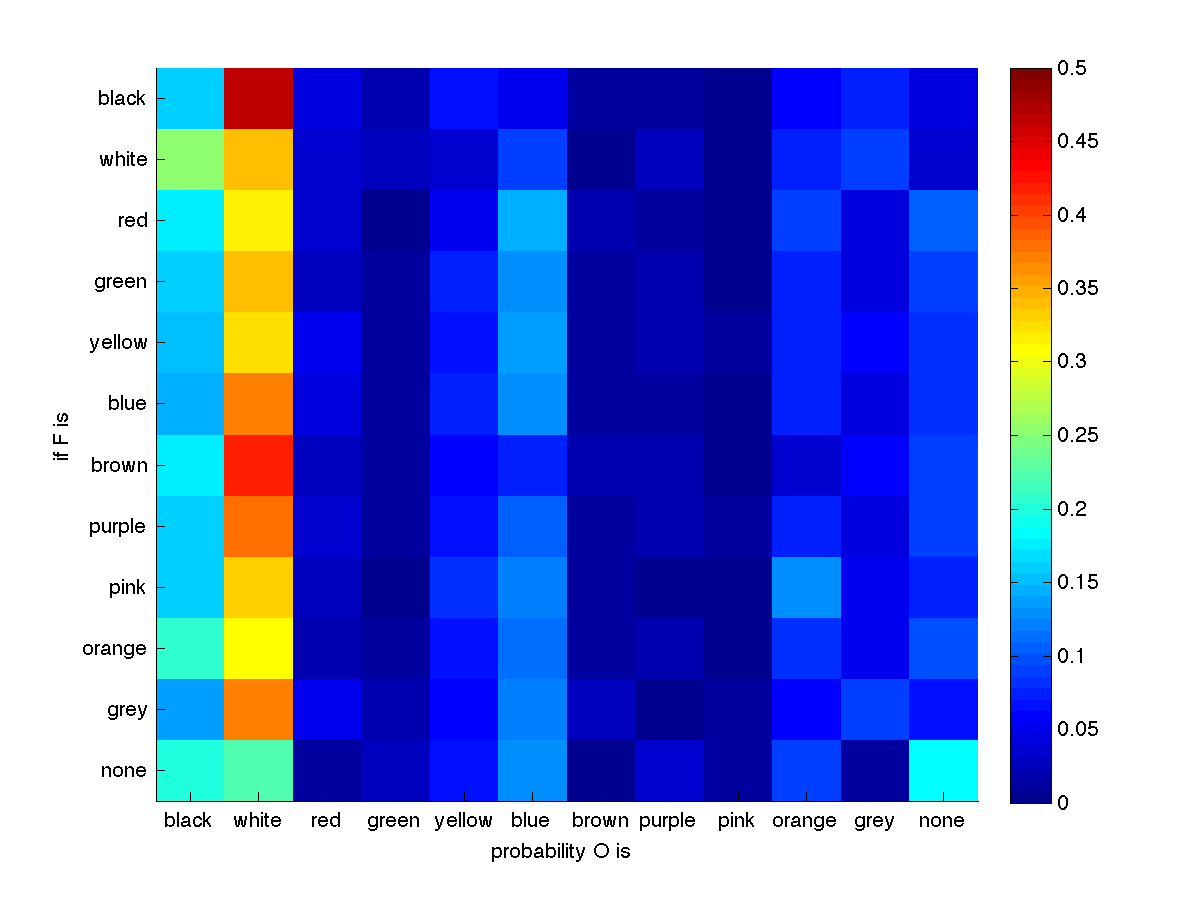 black
white
red
green
yellow
blue
brown
purple
pink
orange
grey
none
if F is
black white red green yellow blue brown purple pink orange grey none
probability O is
0.5
0.45
0.4
0.35
0.3
0.25
0.2
0.15
0.1
0.05
0